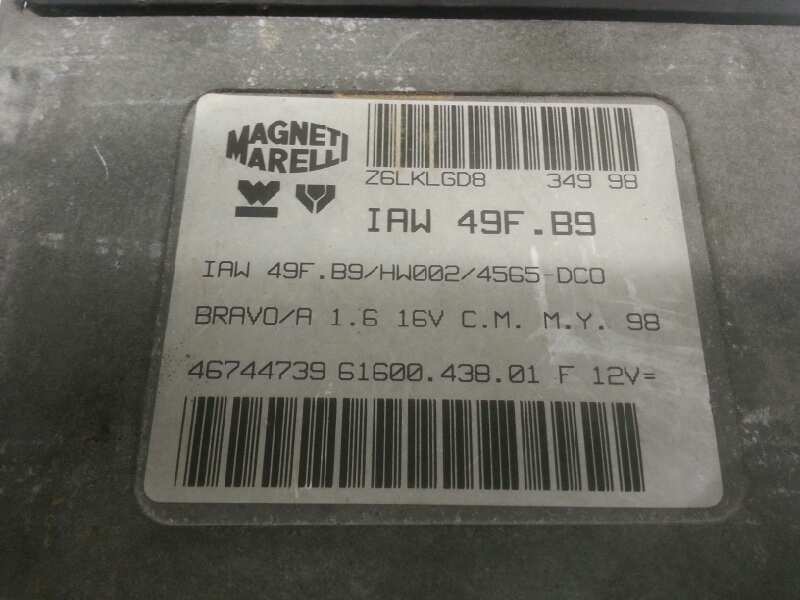 MAGNETI
MARELLI
Z6LKLGD8 349 98
IAW 49F.B9
IAW 49F.B9/HW002/4565-DCO
BRAVO/A 1.6 16V C.M. M.Y. 98
46744739 61600.438.01 F 12V=